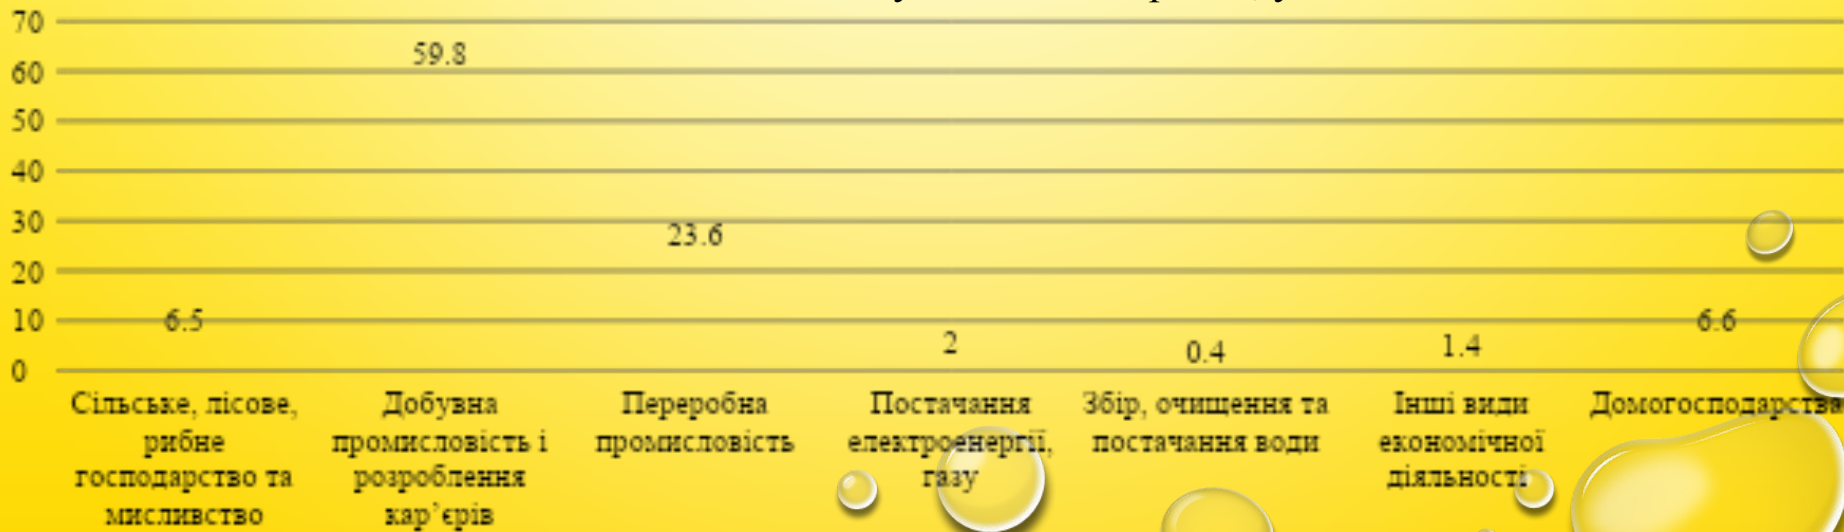 70
59.8
60
50
40
30
23.6
20
10
6.5
2
0.4
1.4
6.6
0
Сільське, лісове,
рибне
господарство та
мисливство
Добувна
промисловість і
розроблення
кар’єрів
Переробна
промисловість
Постачання
електроенергії,
газу
Збір, очищення та
постачання води
Інші види
економічної
діяльності
Домогосподарства